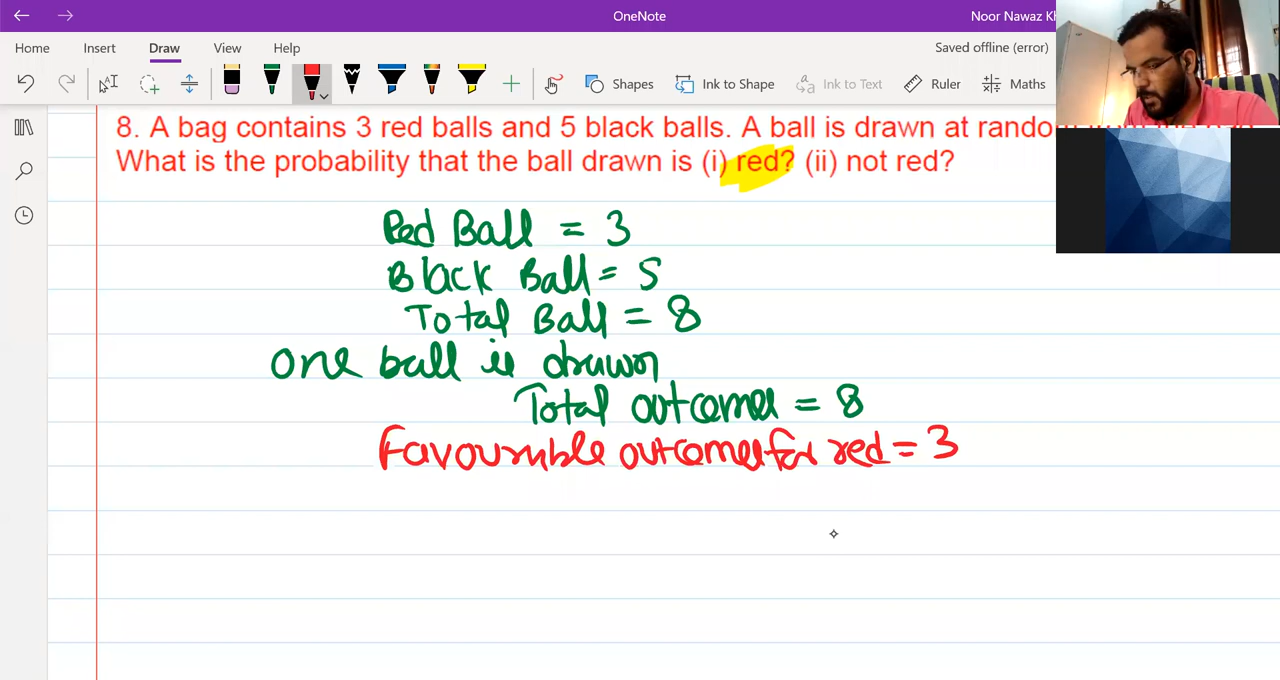 OneNote
Noor Nawaz Kh
Home Insert Draw View Help
Saved offline (error)
Shapes Ink to Shape Ink to Text Ruler Maths
8. A bag contains 3 red balls and 5 black balls. A ball is drawn at random
What is the probability that the ball drawn is (i) red? (ii) not red?
Red Ball = 3
Black Ball = 5
Total Ball = 8
One ball is drawn
Total outcomes = 8
Favourible outcomes for red = 3